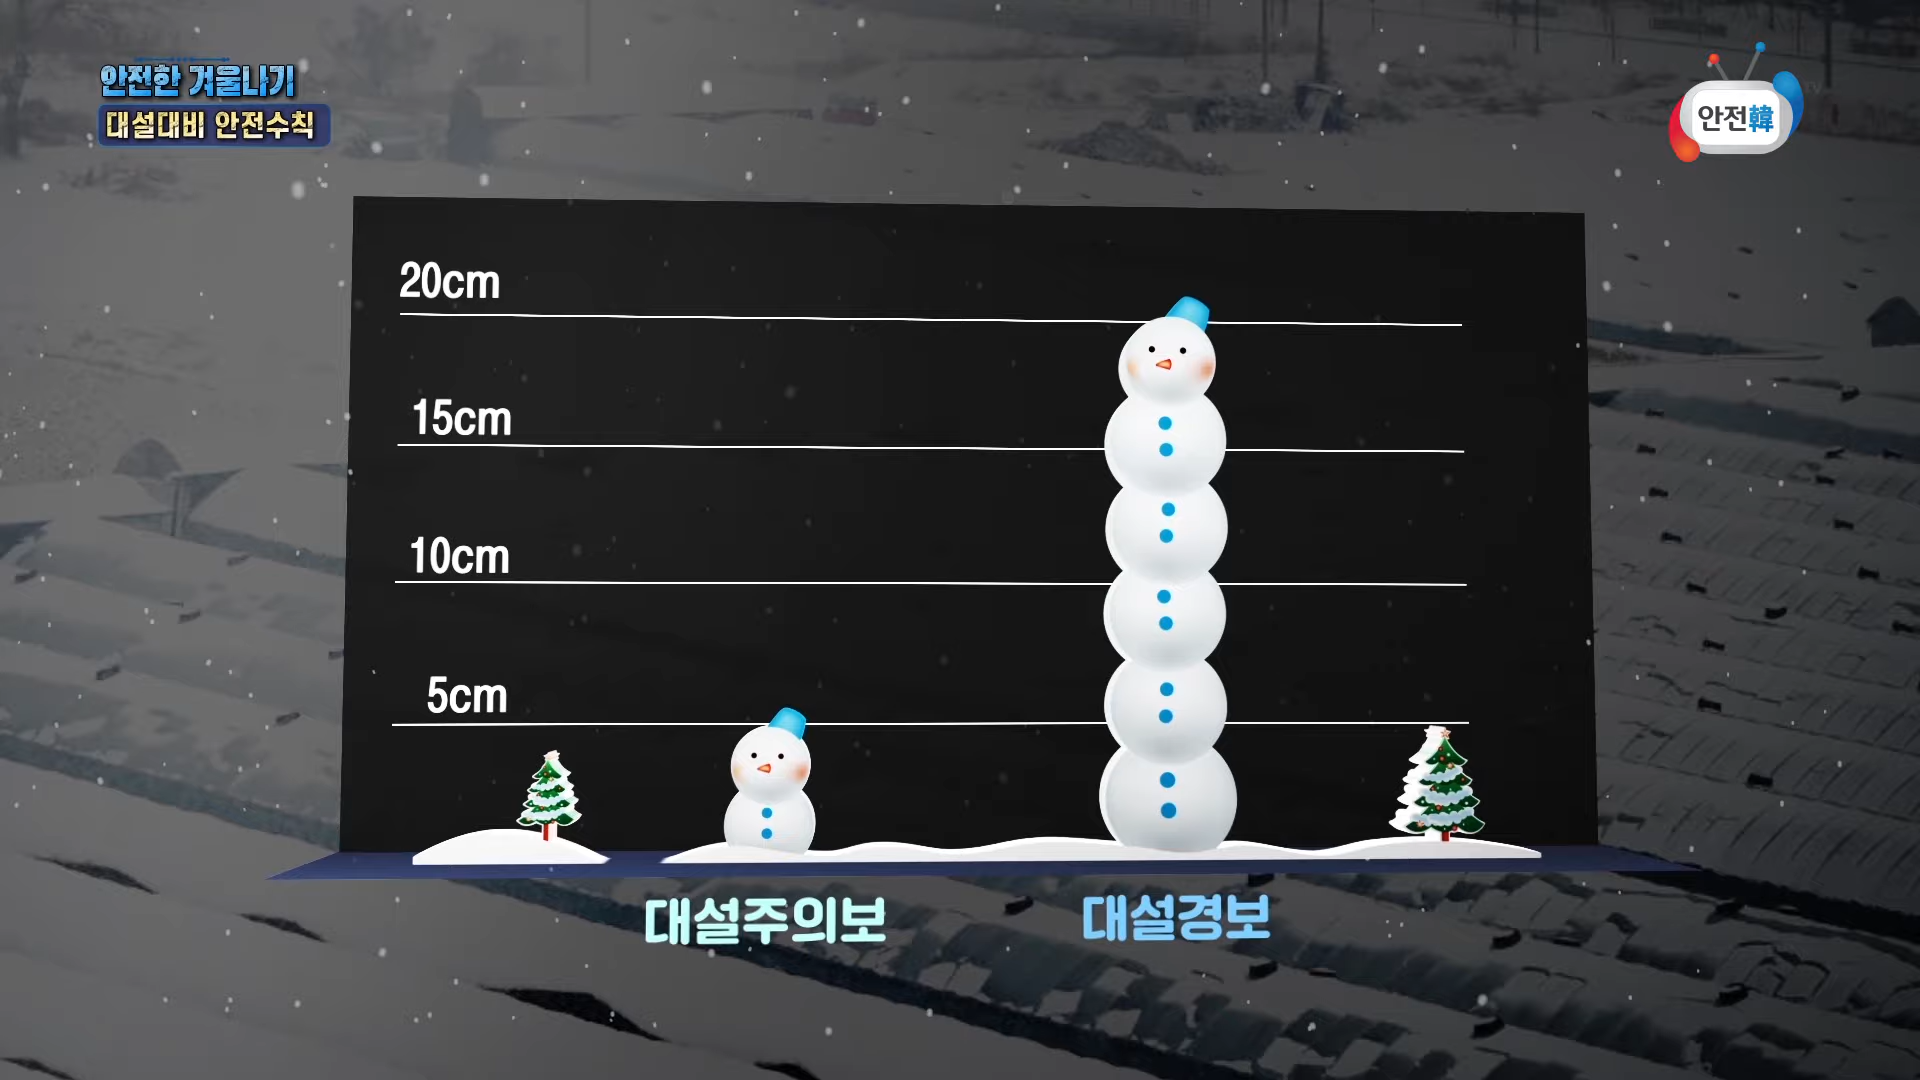 안전한 겨울나기
대설대비 안전수칙
안전韓
tv
20cm
15cm
10cm
5cm
대설주의보
대설경보